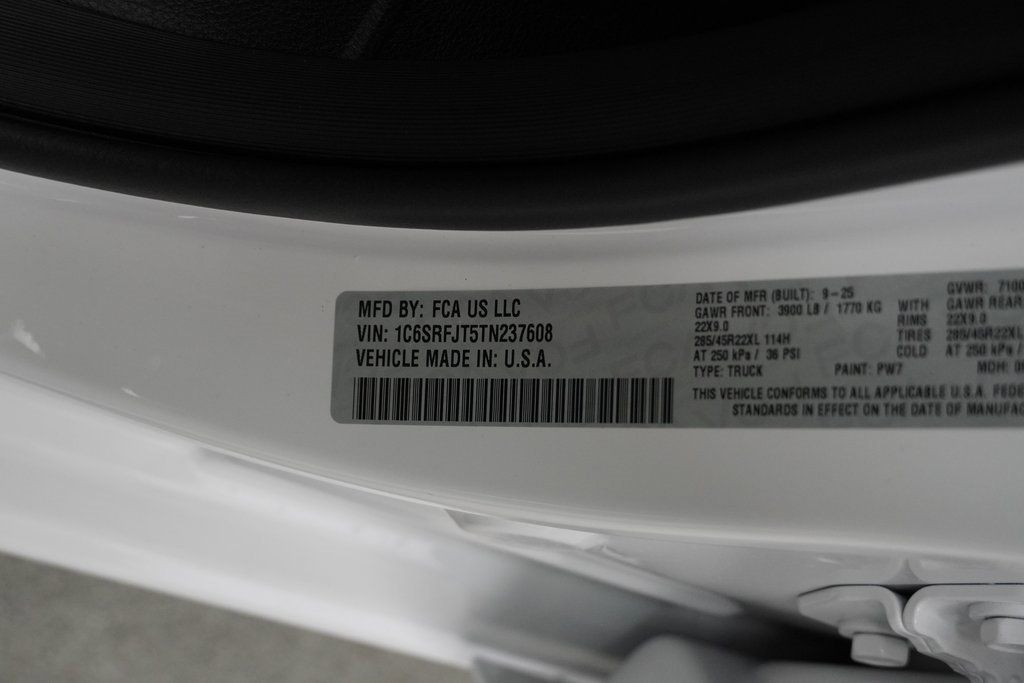 MFD BY: FCA US LLC
VIN: 1C6SRFJT5TN237608
VEHICLE MADE IN: U.S.A.
DATE OF MFR (BUILT): 9-25
GAWR FRONT: 3900 LB / 1770 KG
22X9.0
285/45R22XL 114H
AT 250 kPa / 36 PSI
TYPE: TRUCK
PAINT: PW7
WITH
RIMS
TIRES
COLD
GVWR: 7100
GAWR REAR
22X9.0
285/45R22XL
AT 250 kPa /
MDH:
THIS VEHICLE CONFORMS TO ALL APPLICABLE U.S.A.
STANDARDS IN EFFECT ON THE DATE OF